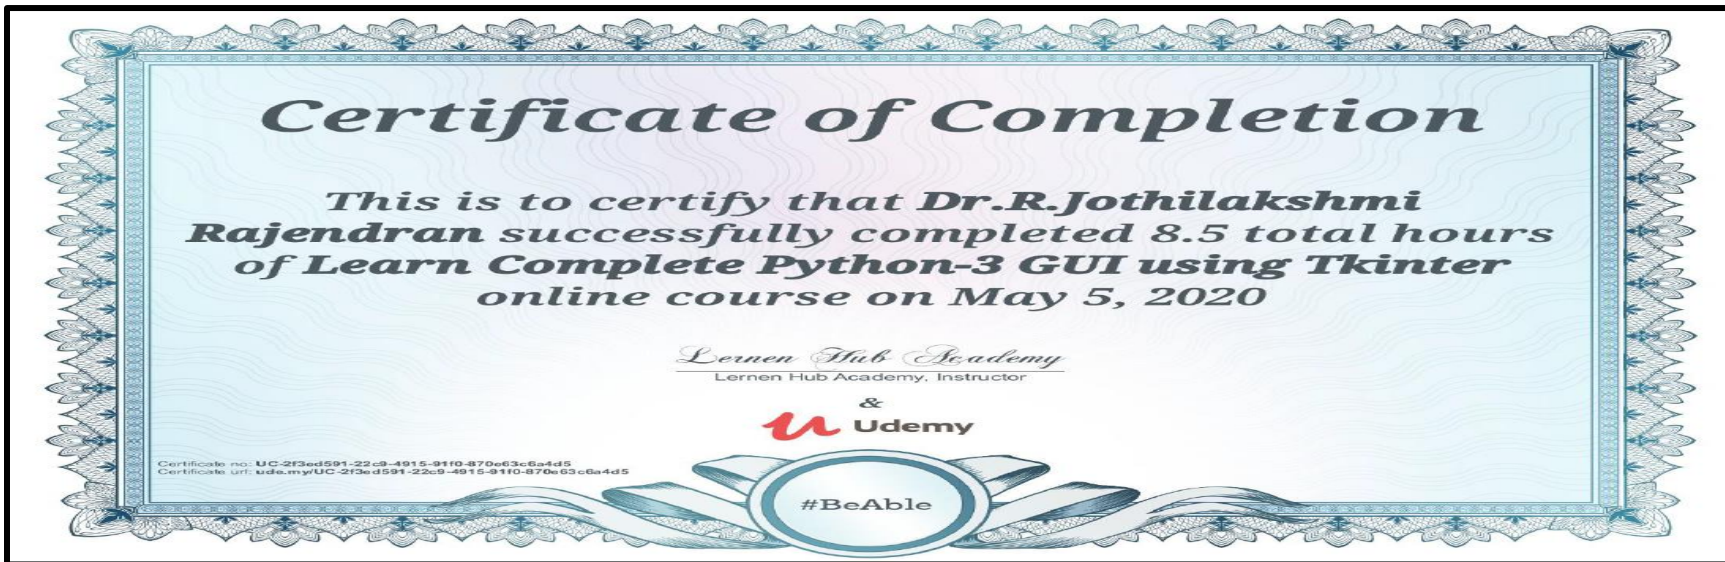 Certificate of Completion
This is to certify that Dr.R.Jothilakshmi
Rajendran successfully completed 8.5 total hours
of Learn Complete Python-3 GUI using Tkinter
online course on May 5, 2020
Lernen Hub Academy
Lernen Hub Academy, Instructor
&
Udemy
Certificate no: UC-2f3ed591-22c9-4915-91f0-870e63c6a4d5
Certificate url: ude.my/UC-2f3ed591-22c9-4915-91f0-870e63c6a4d5
#BeAble